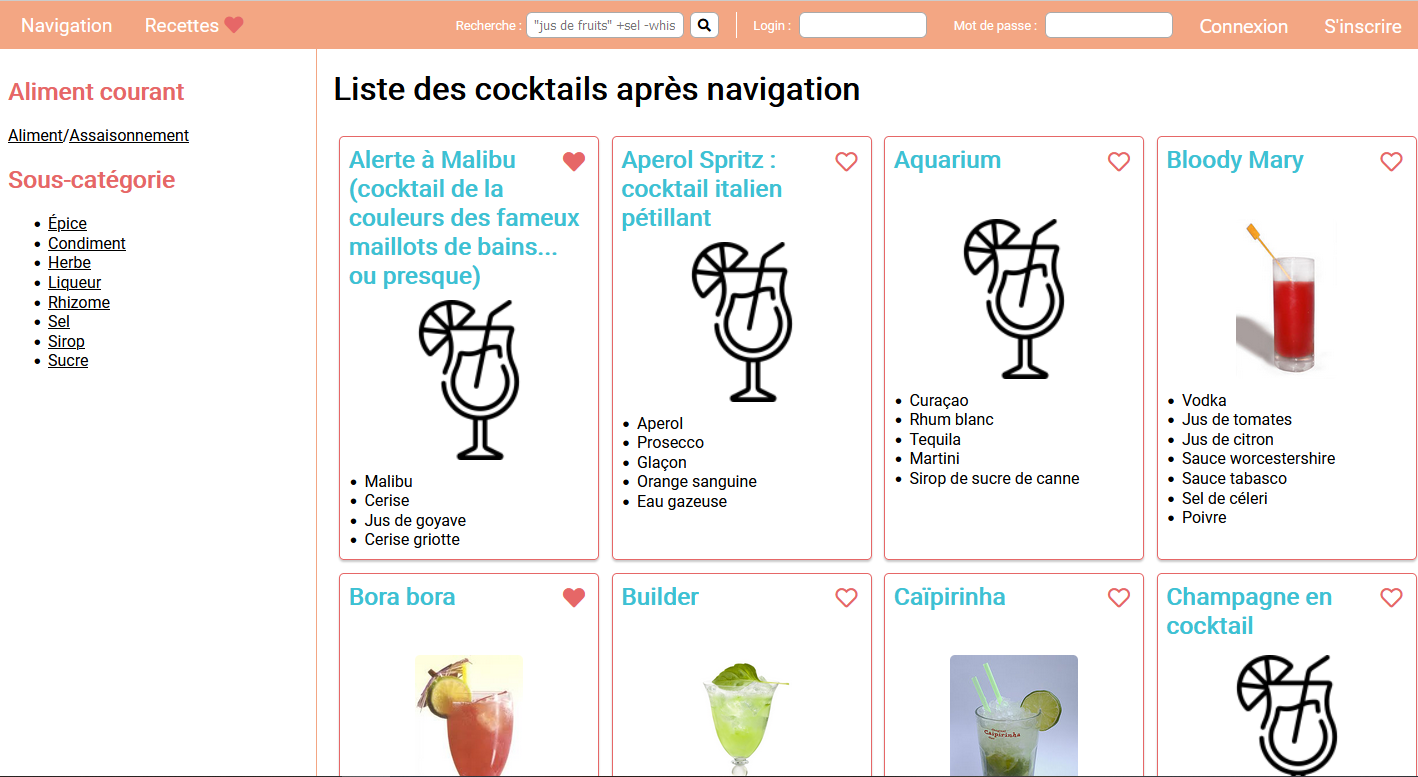 Navigation Recettes Recherche : "jus de fruits" +sel -whis Login : Mot de passe : Connexion S'inscrire
Aliment courant
Aliment/Assaisonnement
Sous-catégorie
Épice
Condiment
Herbe
Liqueur
Rhizome
Sel
Sirop
Sucre
Liste des cocktails après navigation
Alerte à Malibu
(cocktail de la
couleurs des fameux
maillots de bains...
ou presque)
Malibu
Cerise
Jus de goyave
Cerise griotte
Aperol Spritz :
cocktail italien
pétillant
Aperol
Prosecco
Glaçon
Orange sanguine
Eau gazeuse
Aquarium
Curaçao
Rhum blanc
Tequila
Martini
Sirop de sucre de canne
Bloody Mary
Vodka
Jus de tomates
Jus de citron
Sauce worcestershire
Sauce tabasco
Sel de céleri
Poivre
Bora bora
Builder
Caïpirinha
Caipirinha
Champagne en
cocktail